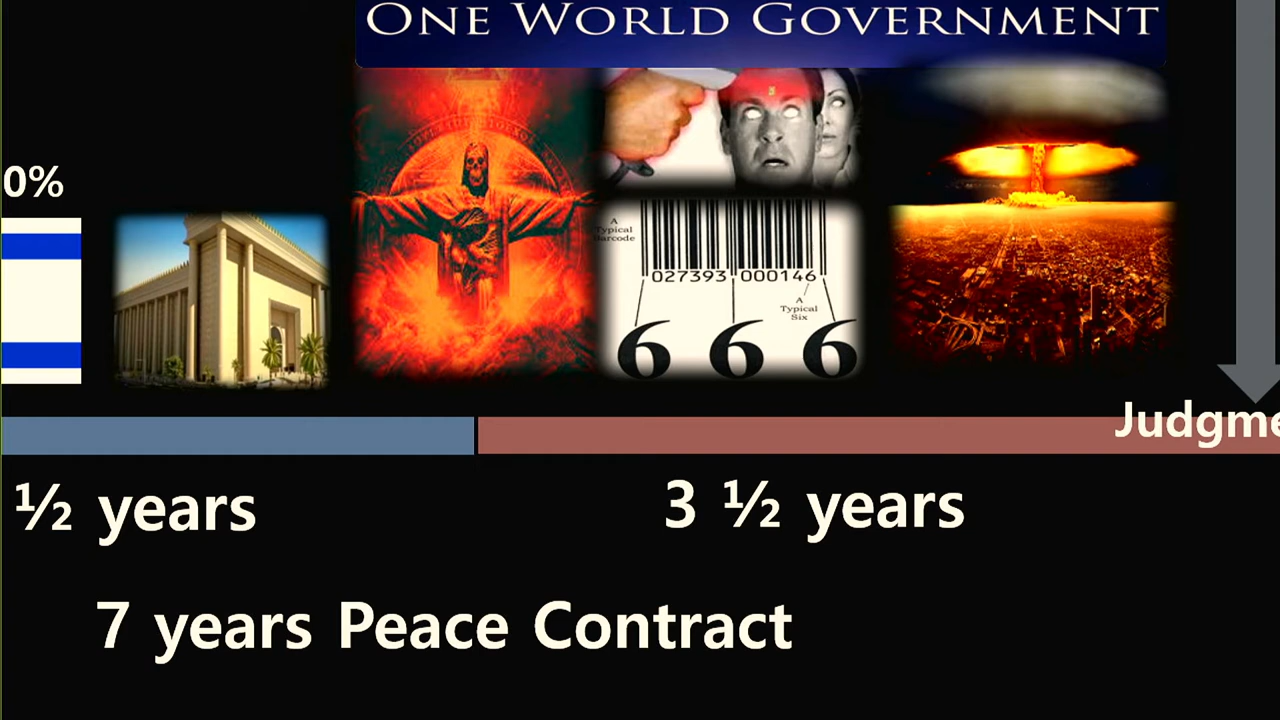 ONE WORLD GOVERNMENT
0%
A
Typical
Barcode
027393 000146
A
Typical
Six
6 6 6
Judgme
½ years
3 ½ years
7 years Peace Contract